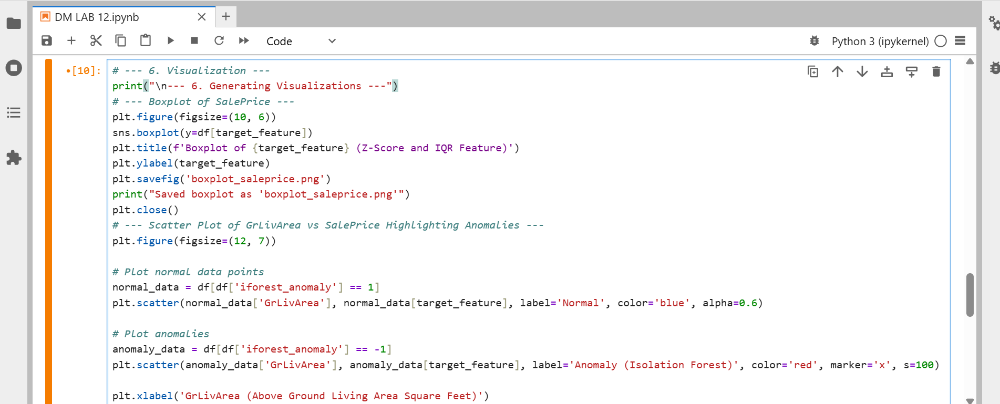 DM LAB 12.ipynb
Code
Python 3 (ipykernel)
[10]:
# --- 6. Visualization ---
print("\n--- 6. Generating Visualizations ---")
# --- Boxplot of SalePrice ---
plt.figure(figsize=(10, 6))
sns.boxplot(y=df[target_feature])
plt.title(f'Boxplot of {target_feature} (Z-Score and IQR Feature)')
plt.ylabel(target_feature)
plt.savefig('boxplot_saleprice.png')
print("Saved boxplot as 'boxplot_saleprice.png'")
plt.close()
# --- Scatter Plot of GrLivArea vs SalePrice Highlighting Anomalies ---
plt.figure(figsize=(12, 7))
# Plot normal data points
normal_data = df[df['iforest_anomaly'] == 1]
plt.scatter(normal_data['GrLivArea'], normal_data[target_feature], label='Normal', color='blue', alpha=0.6)
# Plot anomalies
anomaly_data = df[df['iforest_anomaly'] == -1]
plt.scatter(anomaly_data['GrLivArea'], anomaly_data[target_feature], label='Anomaly (Isolation Forest)', color='red', marker='x', s=100)
plt.xlabel('GrLivArea (Above Ground Living Area Square Feet)')